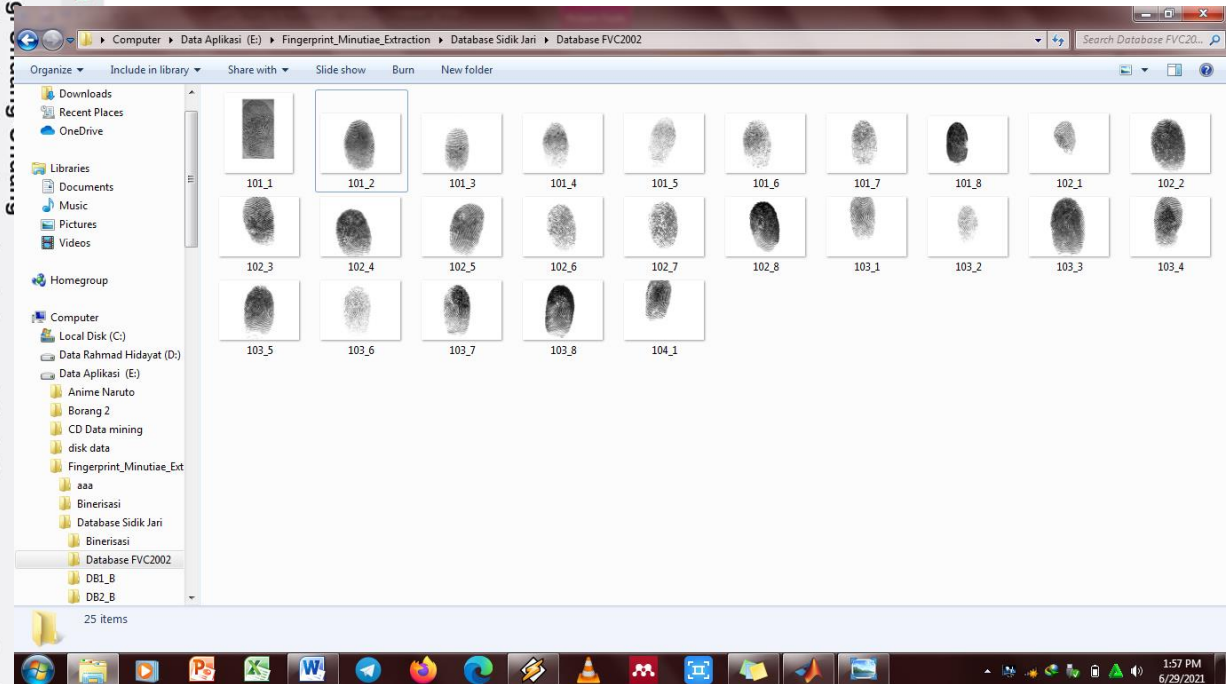 Computer ▸ Data Aplikasi (E:) ▸ Fingerprint_Minutiae_Extraction ▸ Database Sidik Jari ▸ Database FVC2002
Search Database FVC20...
Organize Include in library Share with Slide show Burn New folder
Downloads
Recent Places
OneDrive
Libraries
Documents
Music
Pictures
Videos
Homegroup
Computer
Local Disk (C:)
Data Rahmad Hidayat (D:)
Data Aplikasi (E:)
Anime Naruto
Borang 2
CD Data mining
disk data
Fingerprint_Minutiae_Ext
aaa
Binerisasi
Database Sidik Jari
Binerisasi
Database FVC2002
DB1_B
DB2_B
101_1 101_2 101_3 101_4 101_5 101_6 101_7 101_8 102_1 102_2
102_3 102_4 102_5 102_6 102_7 102_8 103_1 103_2 103_3 103_4
103_5 103_6 103_7 103_8 104_1
25 items
1:57 PM
6/29/2021